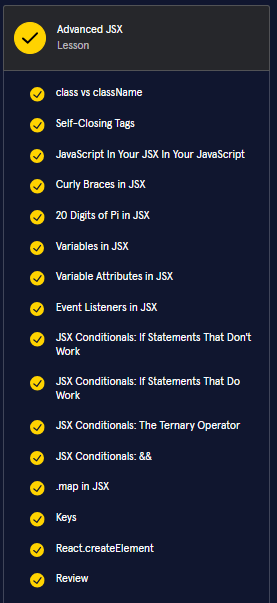 Advanced JSX
Lesson
class vs className
Self-Closing Tags
JavaScript In Your JSX In Your JavaScript
Curly Braces in JSX
20 Digits of Pi in JSX
Variables in JSX
Variable Attributes in JSX
Event Listeners in JSX
JSX Conditionals: If Statements That Don't
Work
JSX Conditionals: If Statements That Do
Work
JSX Conditionals: The Ternary Operator
JSX Conditionals: &&
.map in JSX
Keys
React.createElement
Review